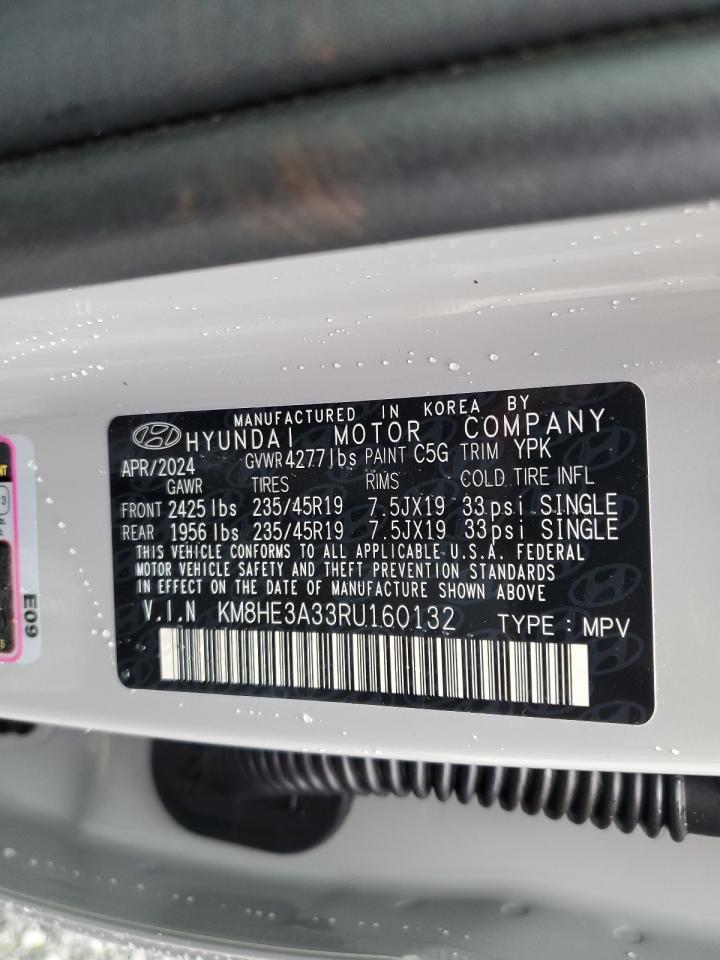 MANUFACTURED IN KOREA BY
HYUNDAI MOTOR COMPANY
APR/2024 GVWR 4277lbs PAINT C5G TRIM YPK
GAWR TIRES RIMS COLD TIRE INFL
FRONT 2425 lbs 235/45R19 7.5JX19 33 psi SINGLE
REAR 1956 lbs 235/45R19 7.5JX19 33 psi SINGLE
THIS VEHICLE CONFORMS TO ALL APPLICABLE U.S.A. FEDERAL
MOTOR VEHICLE SAFETY AND THEFT PREVENTION STANDARDS
IN EFFECT ON THE DATE OF MANUFACTURE SHOWN ABOVE
V.I.N KM8HE3A33RU160132 TYPE : MPV
E09